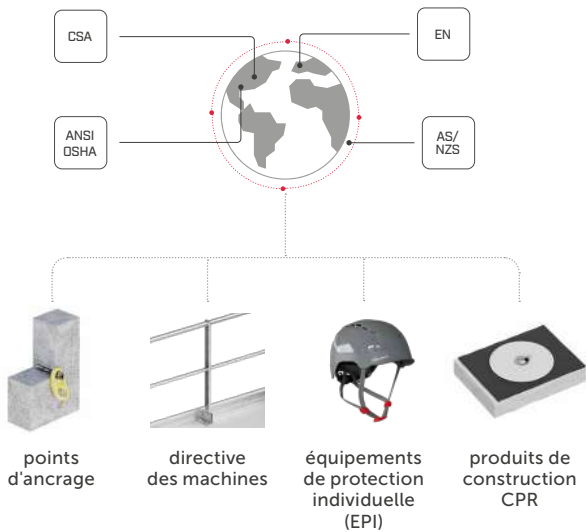 CSA
EN
ANSI
OSHA
AS/
NZS
points
d'ancrage
directive
des machines
équipements
de protection
individuelle
(EPI)
produits de
construction
CPR